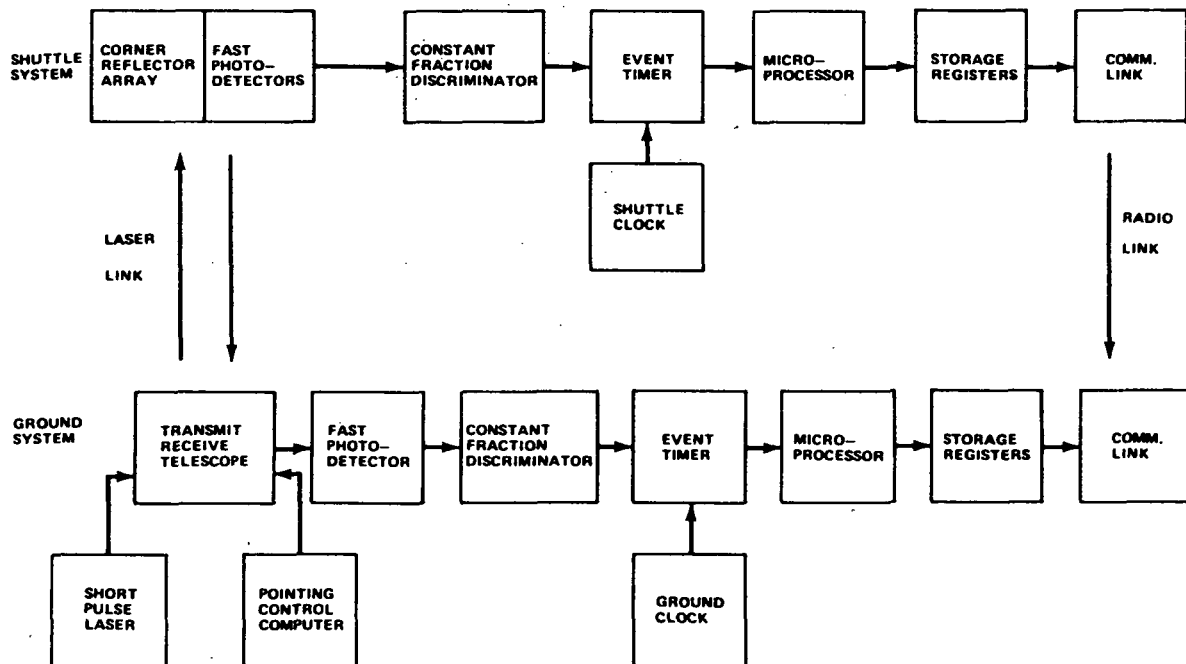 SHUTTLE
SYSTEM
CORNER
REFLECTOR
ARRAY
FAST
PHOTO-
DETECTORS
CONSTANT
FRACTION
DISCRIMINATOR
EVENT
TIMER
MICRO-
PROCESSOR
STORAGE
REGISTERS
COMM.
LINK
SHUTTLE
CLOCK
LASER
LINK
RADIO
LINK
GROUND
SYSTEM
TRANSMIT
RECEIVE
TELESCOPE
FAST
PHOTO-
DETECTOR
CONSTANT
FRACTION
DISCRIMINATOR
EVENT
TIMER
MICRO-
PROCESSOR
STORAGE
REGISTERS
COMM.
LINK
SHORT
PULSE
LASER
POINTING
CONTROL
COMPUTER
GROUND
CLOCK